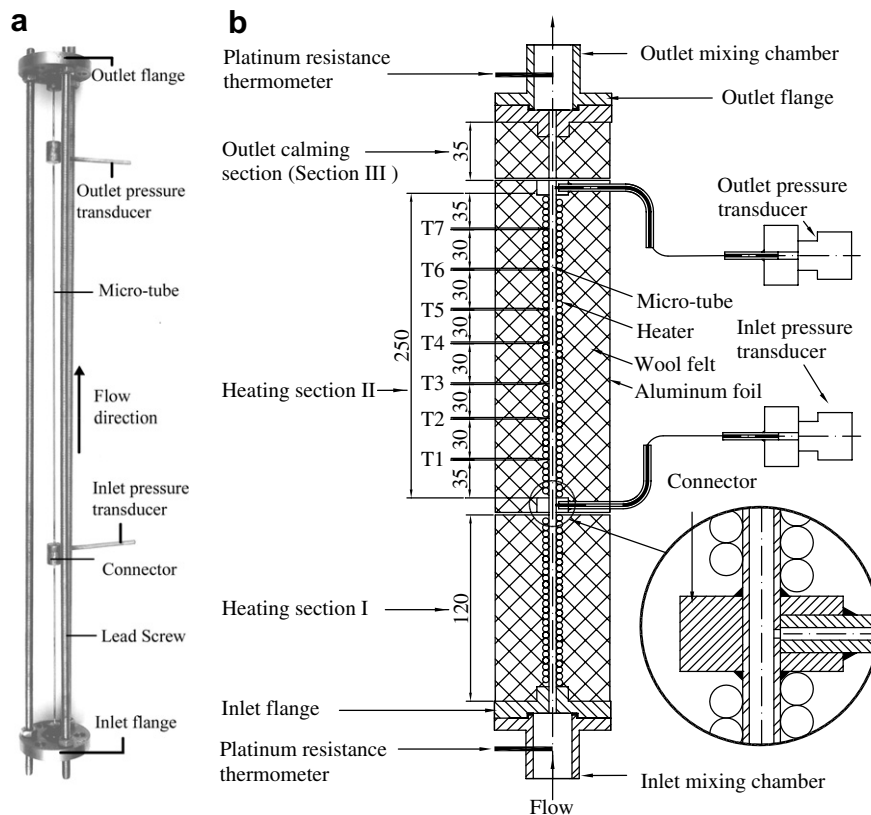 a
Outlet flange
Outlet pressure
transducer
Micro-tube
Flow
direction
Inlet pressure
transducer
Connector
Lead Screw
Inlet flange
b
Platinum resistance
thermometer
Outlet mixing chamber
Outlet flange
Outlet calming
section (Section III )
35
Outlet pressure
transducer
35
T7
30
T6
30
T5
30
T4
30
T3
30
T2
30
T1
35
250
Heating section II
Micro-tube
Heater
Wool felt
Aluminum foil
Inlet pressure
transducer
Connector
Heating section I
120
Inlet flange
Platinum resistance
thermometer
Inlet mixing chamber
Flow